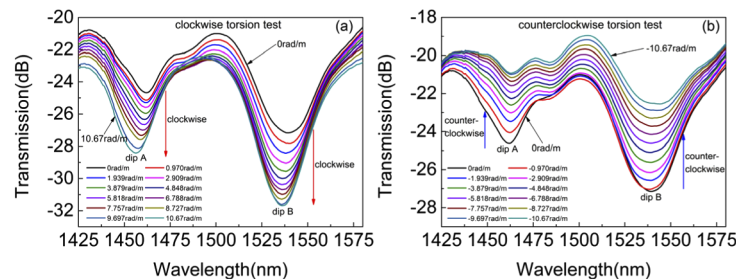 clockwise torsion test
(a)
Transmission(dB)
-20
-22
-24
-26
-28
-30
-32
0rad/m
10.67rad/m
dip A
clockwise
clockwise
dip B
0rad/m 0.970rad/m
1.939rad/m 2.909rad/m
3.879rad/m 4.848rad/m
5.818rad/m 6.788rad/m
7.757rad/m 8.727rad/m
9.697rad/m 10.67rad/m
1425 1450 1475 1500 1525 1550 1575
Wavelength(nm)
counterclockwise torsion test
(b)
Transmission(dB)
-18
-20
-22
-24
-26
-28
-10.67rad/m
counter-
clockwise
dip A
0rad/m
counter-
clockwise
dip B
0rad/m -0.970rad/m
-1.939rad/m -2.909rad/m
-3.879rad/m -4.848rad/m
-5.818rad/m -6.788rad/m
-7.757rad/m -8.727rad/m
-9.697rad/m -10.67rad/m
1425 1450 1475 1500 1525 1550 1575
Wavelength(nm)